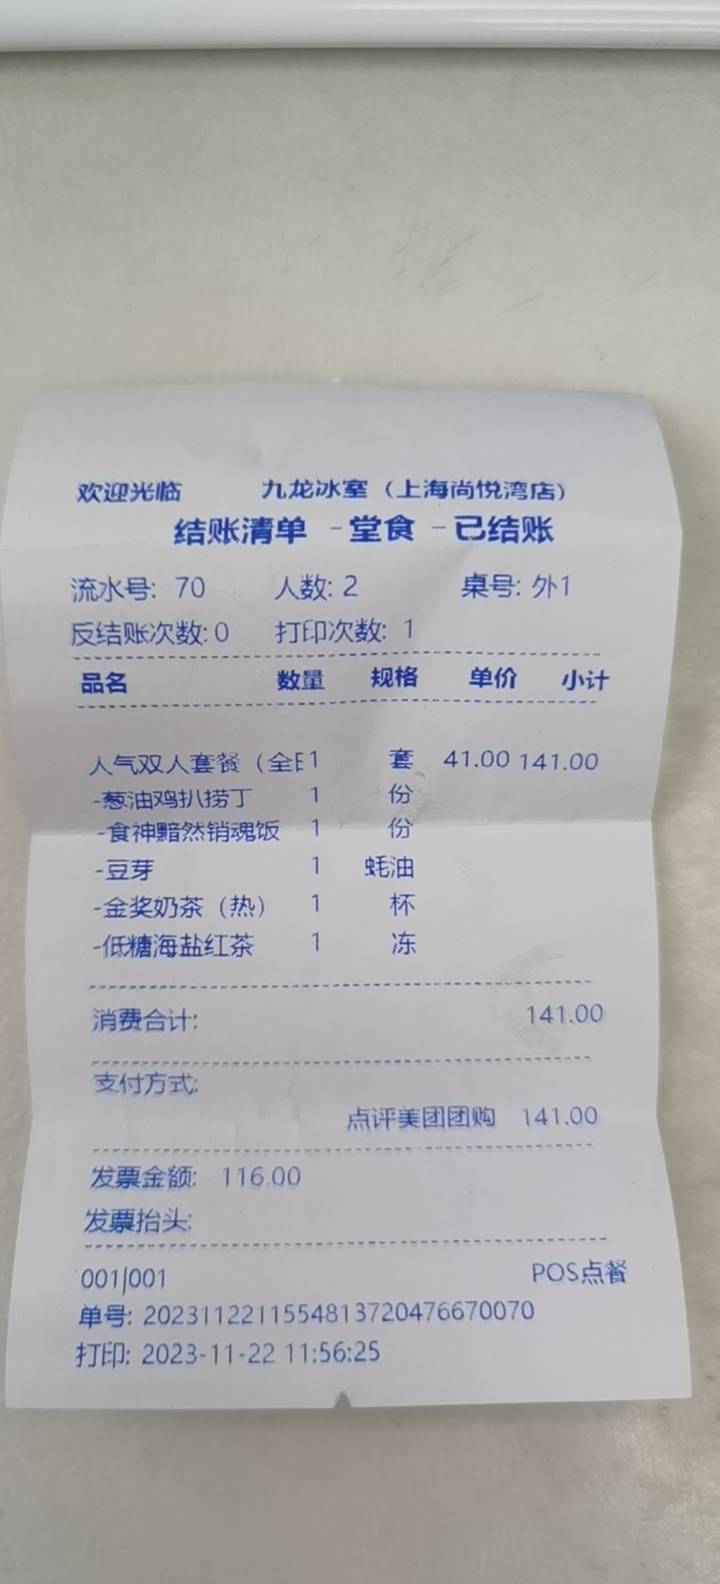 欢迎光临 九龙冰室（上海尚悦湾店）
结账清单 - 堂食 - 已结账
流水号: 70 人数: 2 桌号: 外1
反结账次数: 0 打印次数: 1
品名 数量 规格 单价 小计
人气双人套餐（全日1 套 41.00 141.00
-葱油鸡扒捞丁 1 份
-食神黯然销魂饭 1 份
-豆芽 1 蚝油
-金奖奶茶（热） 1 杯
-低糖海盐红茶 1 冻
消费合计: 141.00
支付方式:
点评美团团购 141.00
发票金额: 116.00
发票抬头:
001|001 POS点餐
单号: 2023112211554813720476670070
打印: 2023-11-22 11:56:25